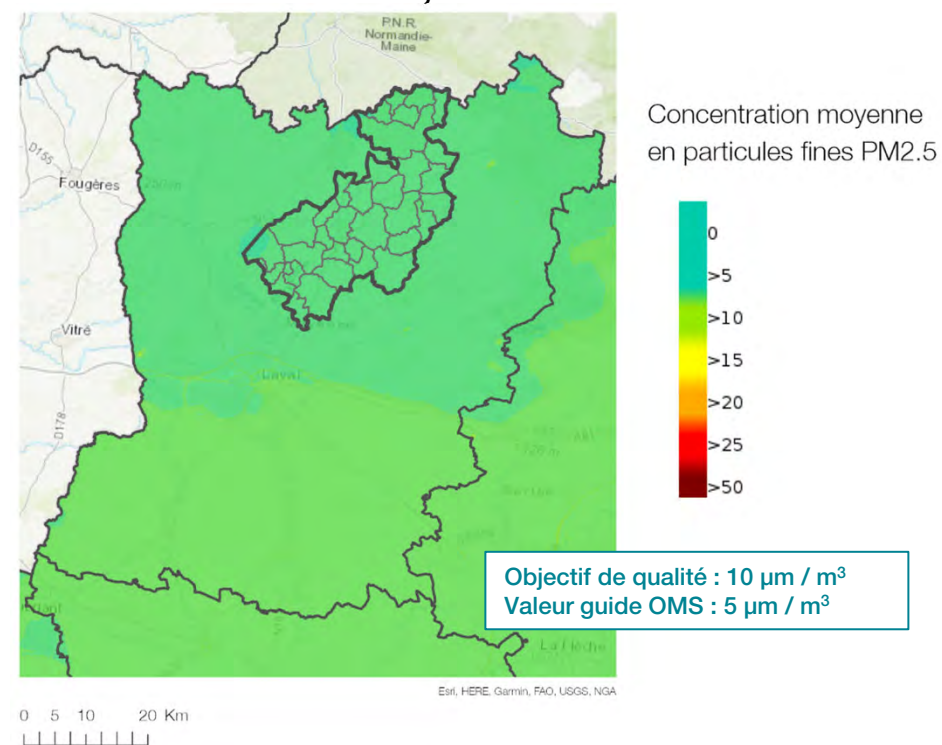 P.N.R.
Normandie-
Maine
D155
Fougères
Vitré
Laval
D178
La Flèche
Concentration moyenne
en particules fines PM2.5
0
>5
>10
>15
>20
>25
>50
Objectif de qualité : 10 µm / m³
Valeur guide OMS : 5 µm / m³
Esri, HERE, Garmin, FAO, USGS, NGA
0 5 10 20 Km